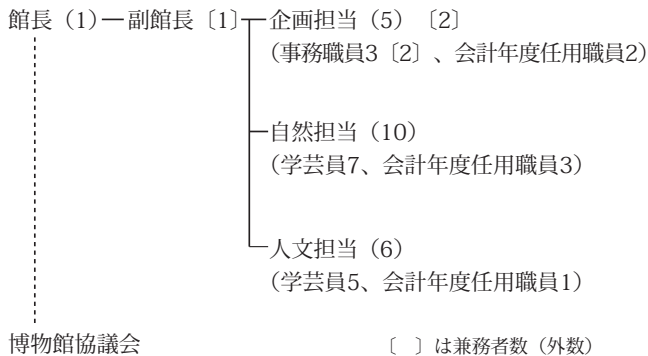 館長（1）―副館長〔1〕 企画担当（5）〔2〕
（事務職員3〔2〕、会計年度任用職員2）
自然担当（10）
（学芸員7、会計年度任用職員3）
人文担当（6）
（学芸員5、会計年度任用職員1）
博物館協議会 〔　〕は兼務者数（外数）